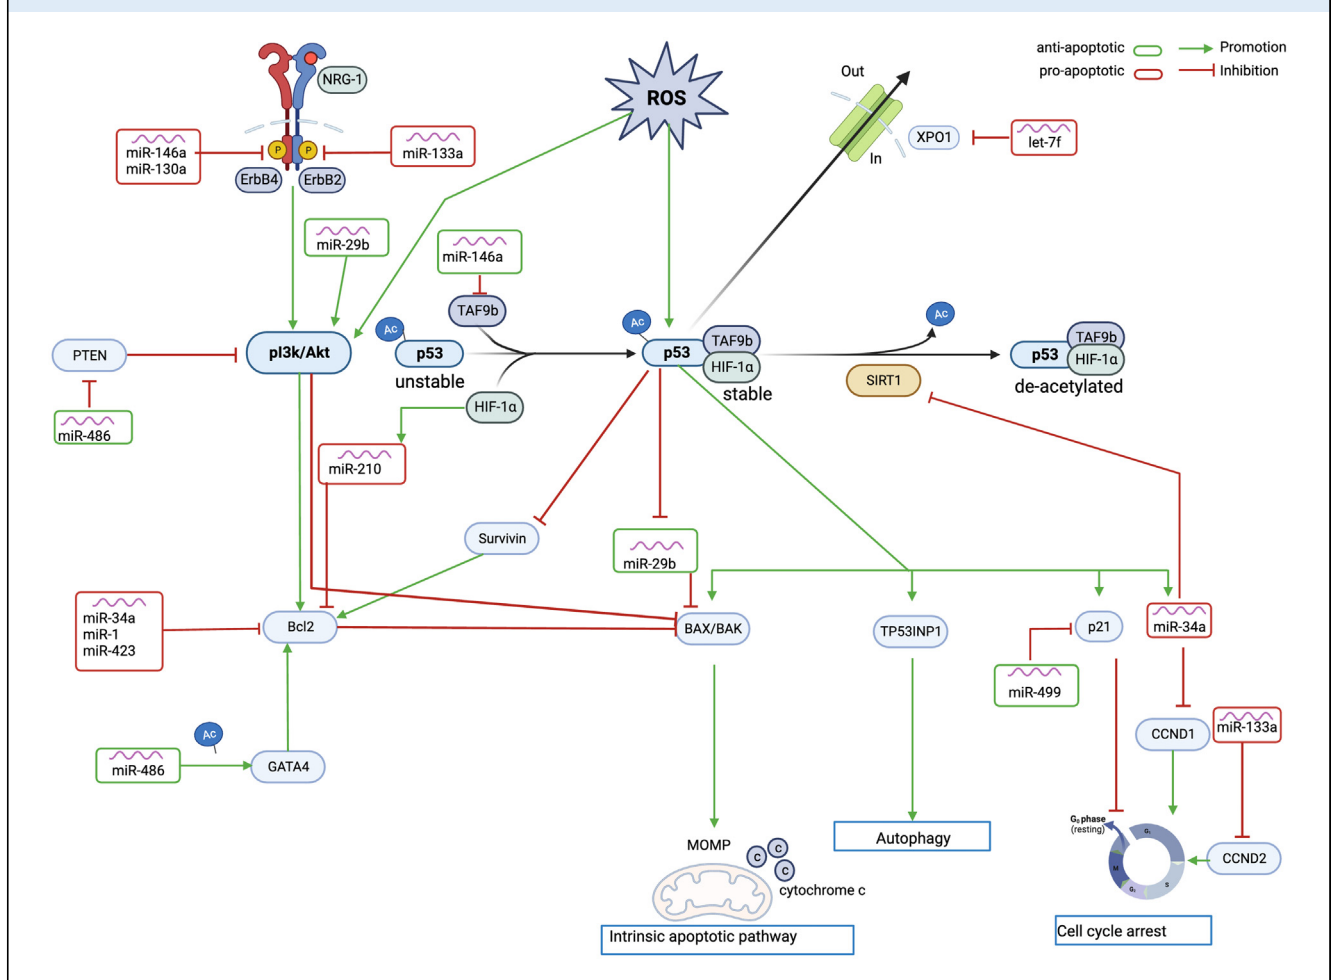 anti-apoptotic
Promotion
pro-apoptotic
Inhibition
NRG-1
ROS
Out
In
XPO1
let-7f
miR-146a
miR-130a
P
P
miR-133a
ErbB4
ErbB2
miR-29b
miR-146a
TAF9b
Ac
p53
unstable
HIF-1α
PTEN
pI3k/Akt
miR-486
miR-210
Ac
p53
TAF9b
HIF-1α
stable
Ac
SIRT1
p53
TAF9b
HIF-1α
de-acetylated
Survivin
miR-29b
miR-34a
miR-1
miR-423
Bcl2
BAX/BAK
TP53INP1
p21
miR-34a
miR-499
CCND1
miR-133a
Ac
miR-486
GATA4
MOMP
C
C
C
cytochrome c
Intrinsic apoptotic pathway
Autophagy
G₀ phase
(resting)
G₁
M
S
G₂
CCND2
Cell cycle arrest